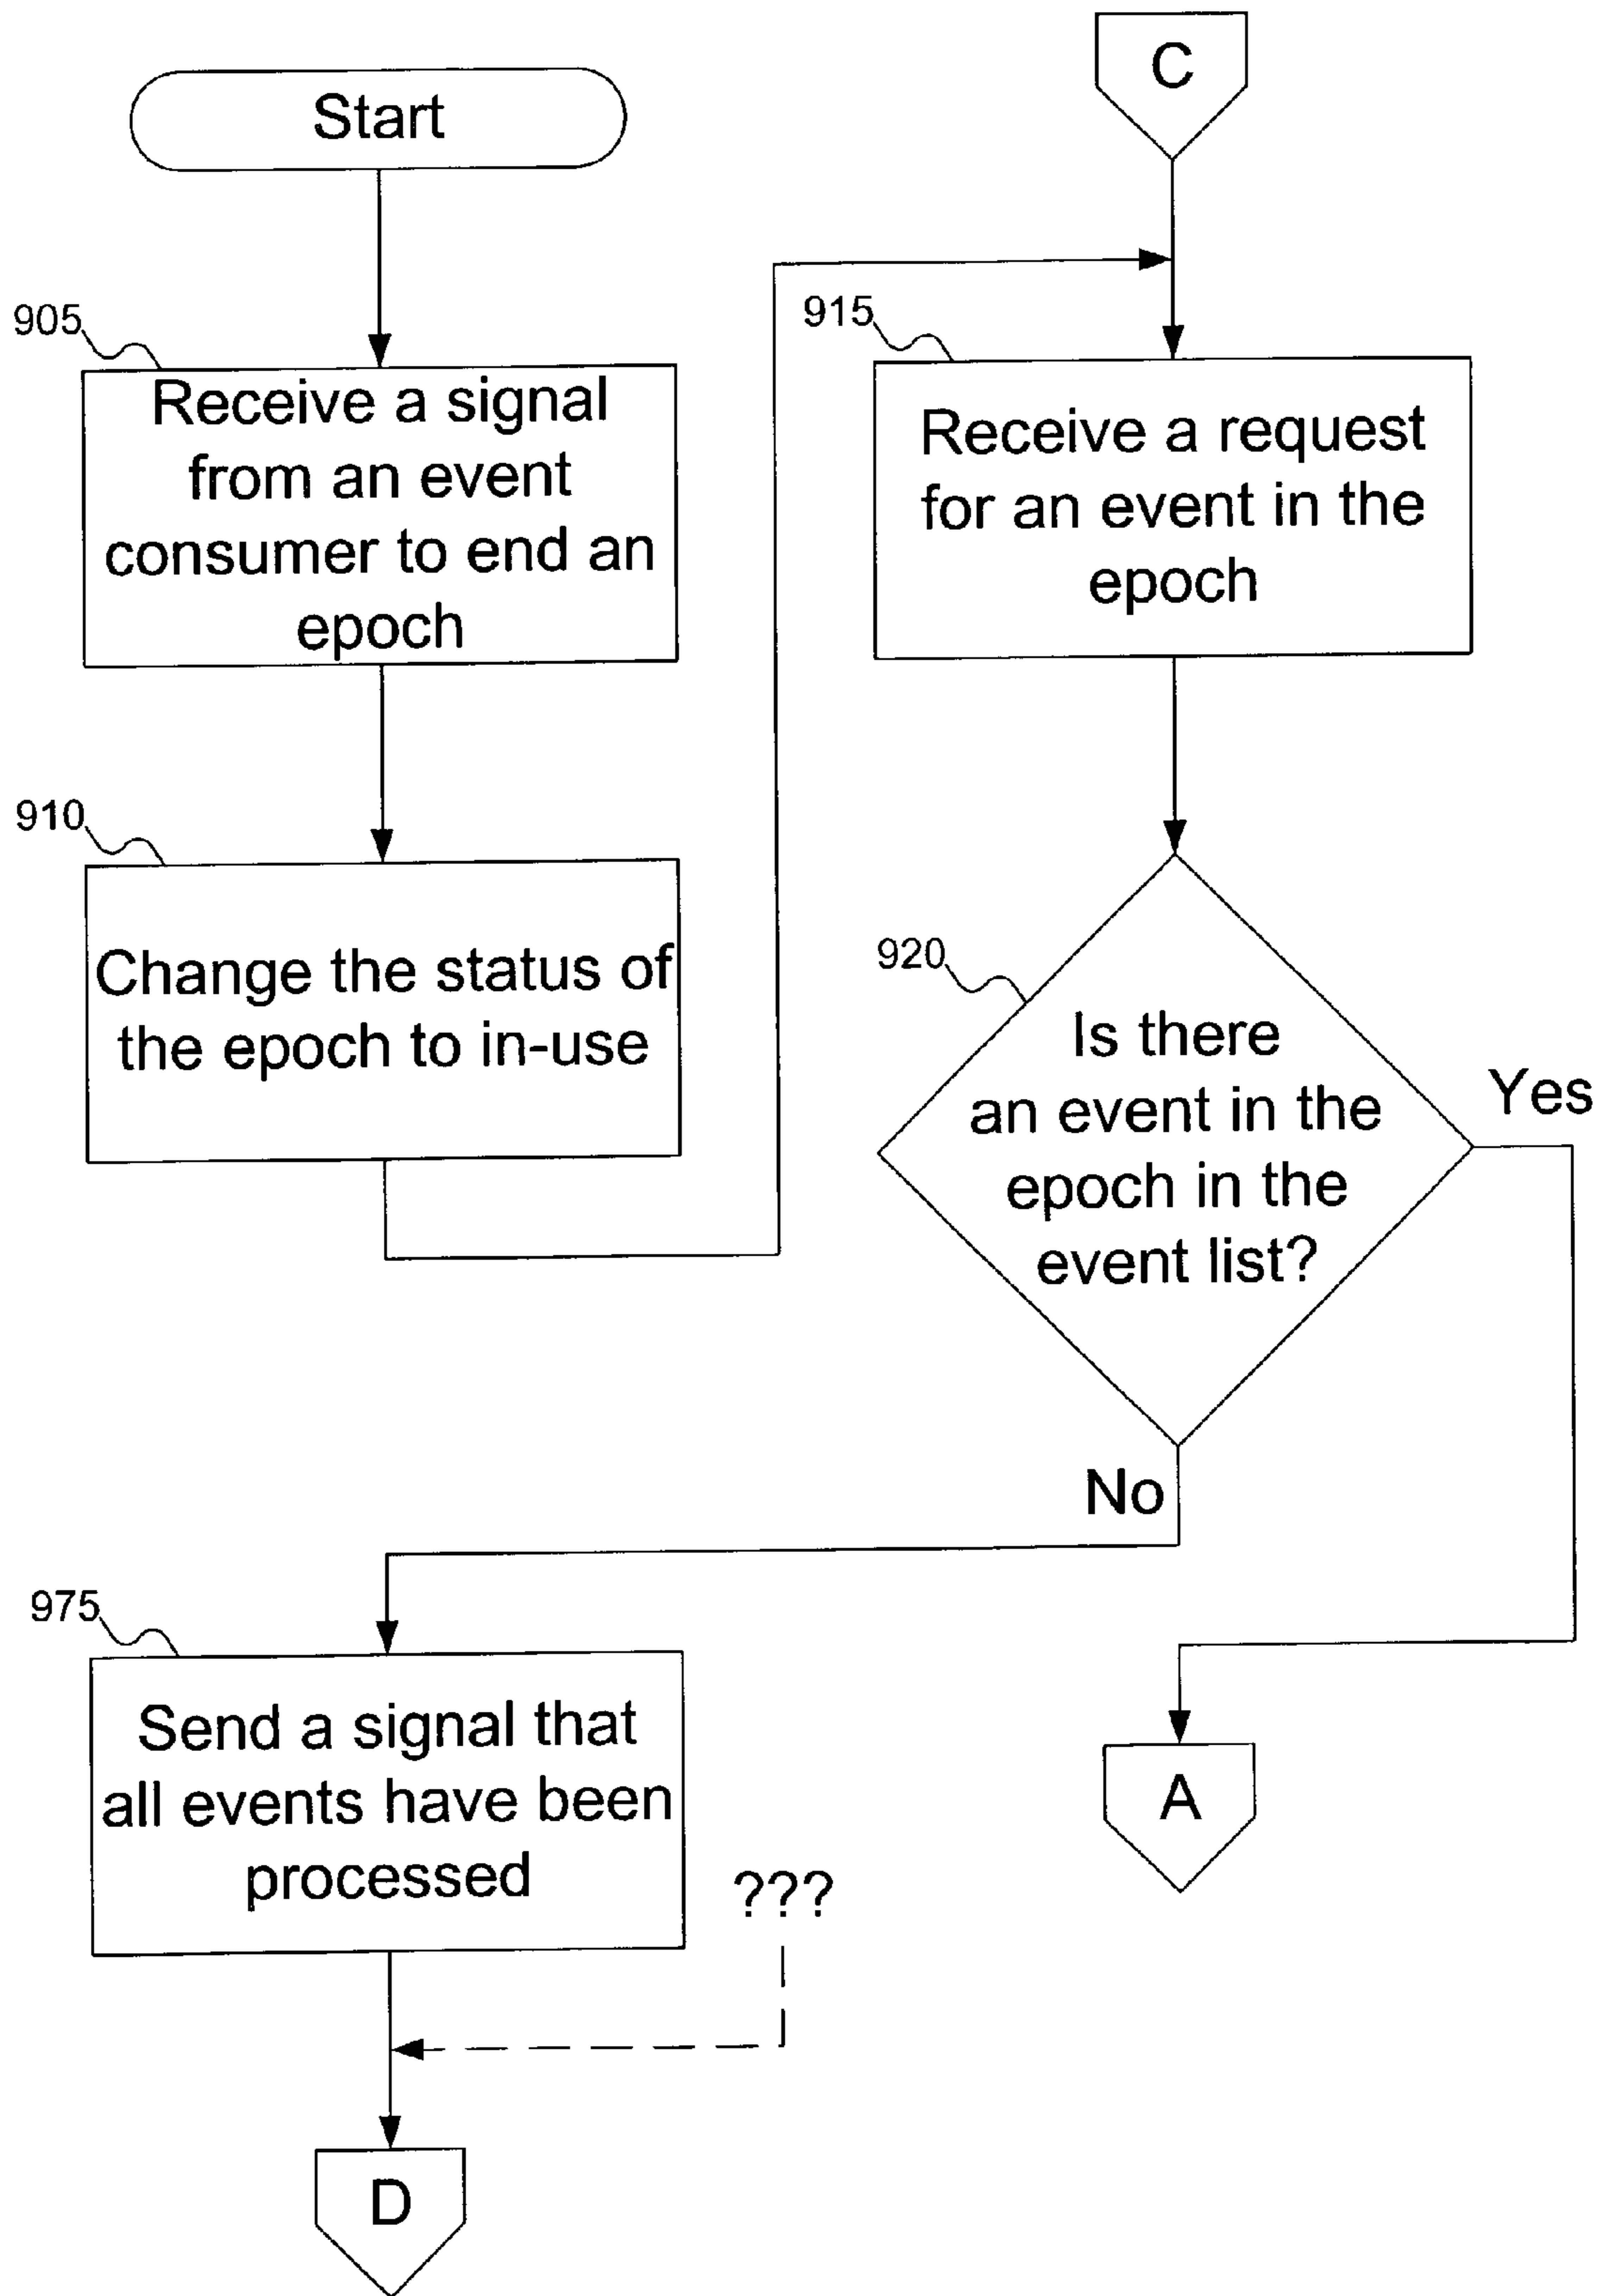 Start
905
Receive a signal
from an event
consumer to end an
epoch
910
Change the status of
the epoch to in-use
C
915
Receive a request
for an event in the
epoch
920
Is there
an event in the
epoch in the
event list?
Yes
No
975
Send a signal that
all events have been
processed
???
A
D